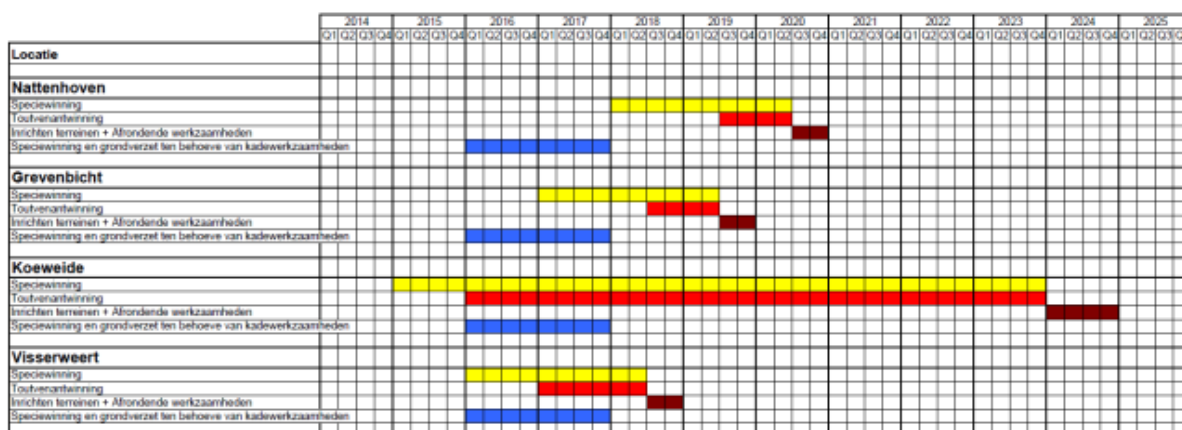 2014 2015 2016 2017 2018 2019 2020 2021 2022 2023 2024 2025
Q1 Q2 Q3 Q4 Q1 Q2 Q3 Q4 Q1 Q2 Q3 Q4 Q1 Q2 Q3 Q4 Q1 Q2 Q3 Q4 Q1 Q2 Q3 Q4 Q1 Q2 Q3 Q4 Q1 Q2 Q3 Q4 Q1 Q2 Q3 Q4 Q1 Q2 Q3 Q4 Q1 Q2 Q3 Q4 Q1 Q2 Q3
Locatie
Nattenhoven
Speciewinning
Toutvenantwinning
Inrichten terreinen + Afrondende werkzaamheden
Speciewinning en grondverzet ten behoeve van kadewerkzaamheden
Grevenbicht
Speciewinning
Toutvenantwinning
Inrichten terreinen + Afrondende werkzaamheden
Speciewinning en grondverzet ten behoeve van kadewerkzaamheden
Koeweide
Speciewinning
Toutvenantwinning
Inrichten terreinen + Afrondende werkzaamheden
Speciewinning en grondverzet ten behoeve van kadewerkzaamheden
Visserweert
Speciewinning
Toutvenantwinning
Inrichten terreinen + Afrondende werkzaamheden
Speciewinning en grondverzet ten behoeve van kadewerkzaamheden